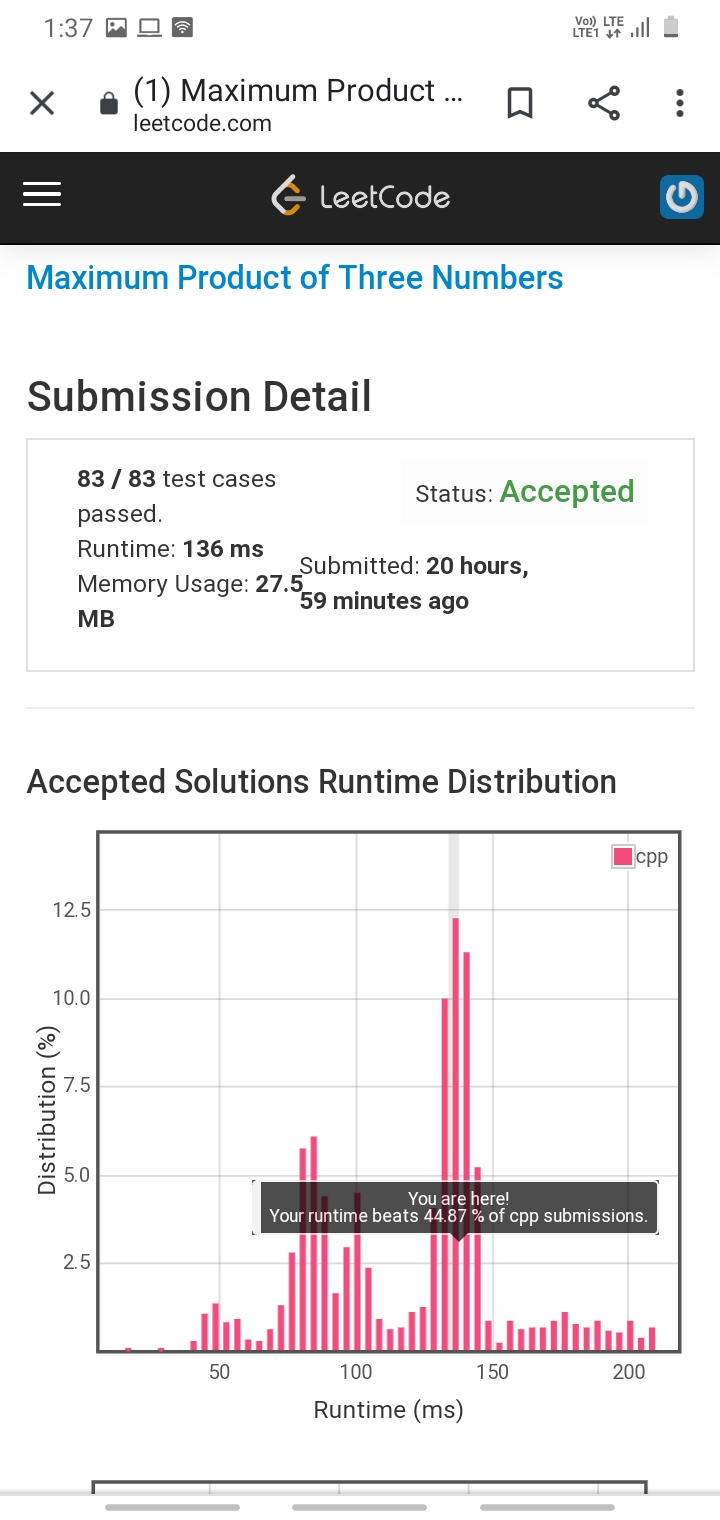 1:37
Vo)) LTE
LTE1
(1) Maximum Product ...
leetcode.com
LeetCode
Maximum Product of Three Numbers
Submission Detail
83 / 83 test cases
passed.
Status: Accepted
Runtime: 136 ms
Memory Usage: 27.5
MB
Submitted: 20 hours,
59 minutes ago
Accepted Solutions Runtime Distribution
cpp
12.5
10.0
7.5
5.0
2.5
Distribution (%)
You are here!
Your runtime beats 44.87 % of cpp submissions.
50 100 150 200
Runtime (ms)